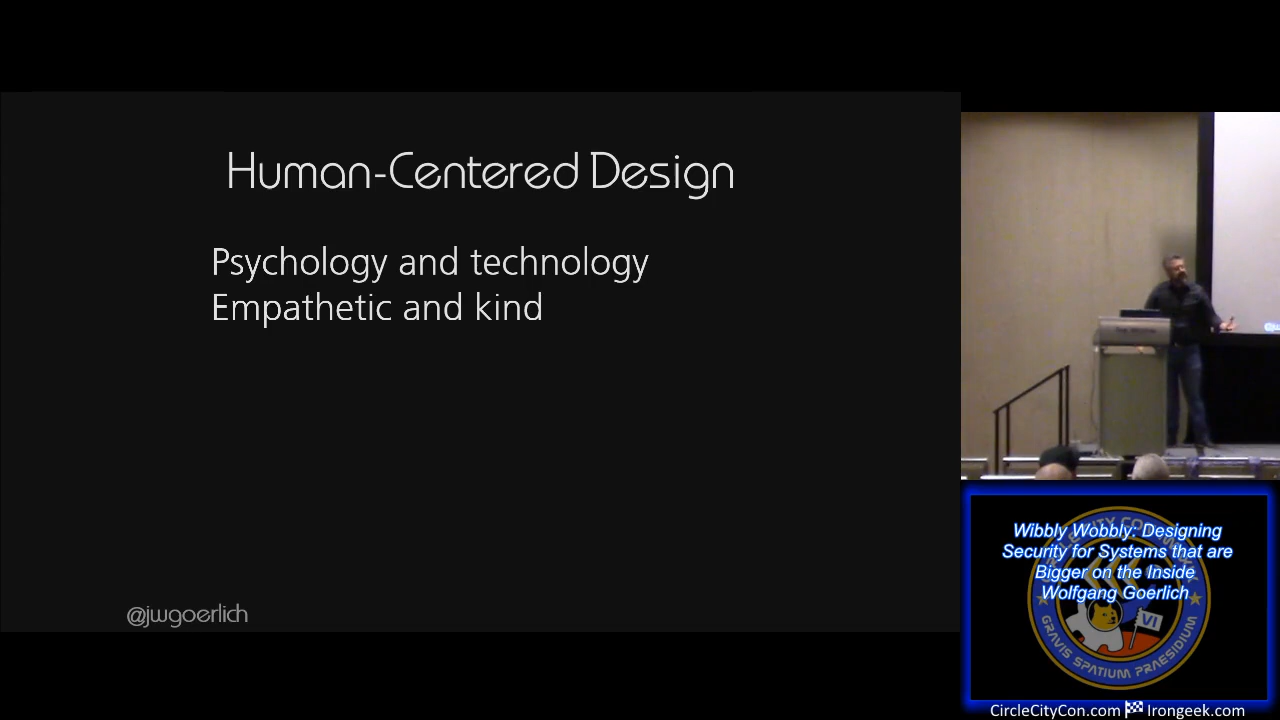 Human-Centered Design
Psychology and technology
Empathetic and kind
@jwgoerlich
Wibbly Wobbly: Designing
Security for Systems that are
Bigger on the Inside
Wolfgang Goerlich
VI
GRAVIS SPATIUM PRAESIDIUM
CircleCityCon.com Irongeek.com